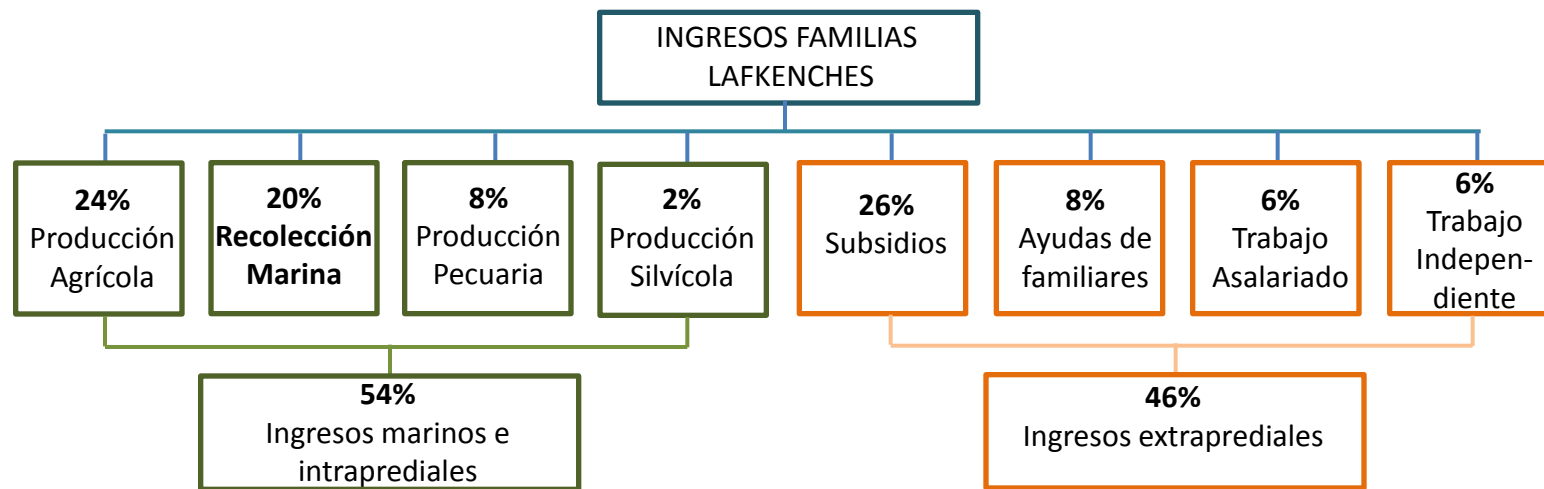 INGRESOS FAMILIAS
LAFKENCHES
24%
Producción
Agrícola
20%
Recolección
Marina
8%
Producción
Pecuaria
2%
Producción
Silvícola
26%
Subsidios
8%
Ayudas de
familiares
6%
Trabajo
Asalariado
6%
Trabajo
Indepen-
diente
54%
Ingresos marinos e
intraprediales
46%
Ingresos extraprediales